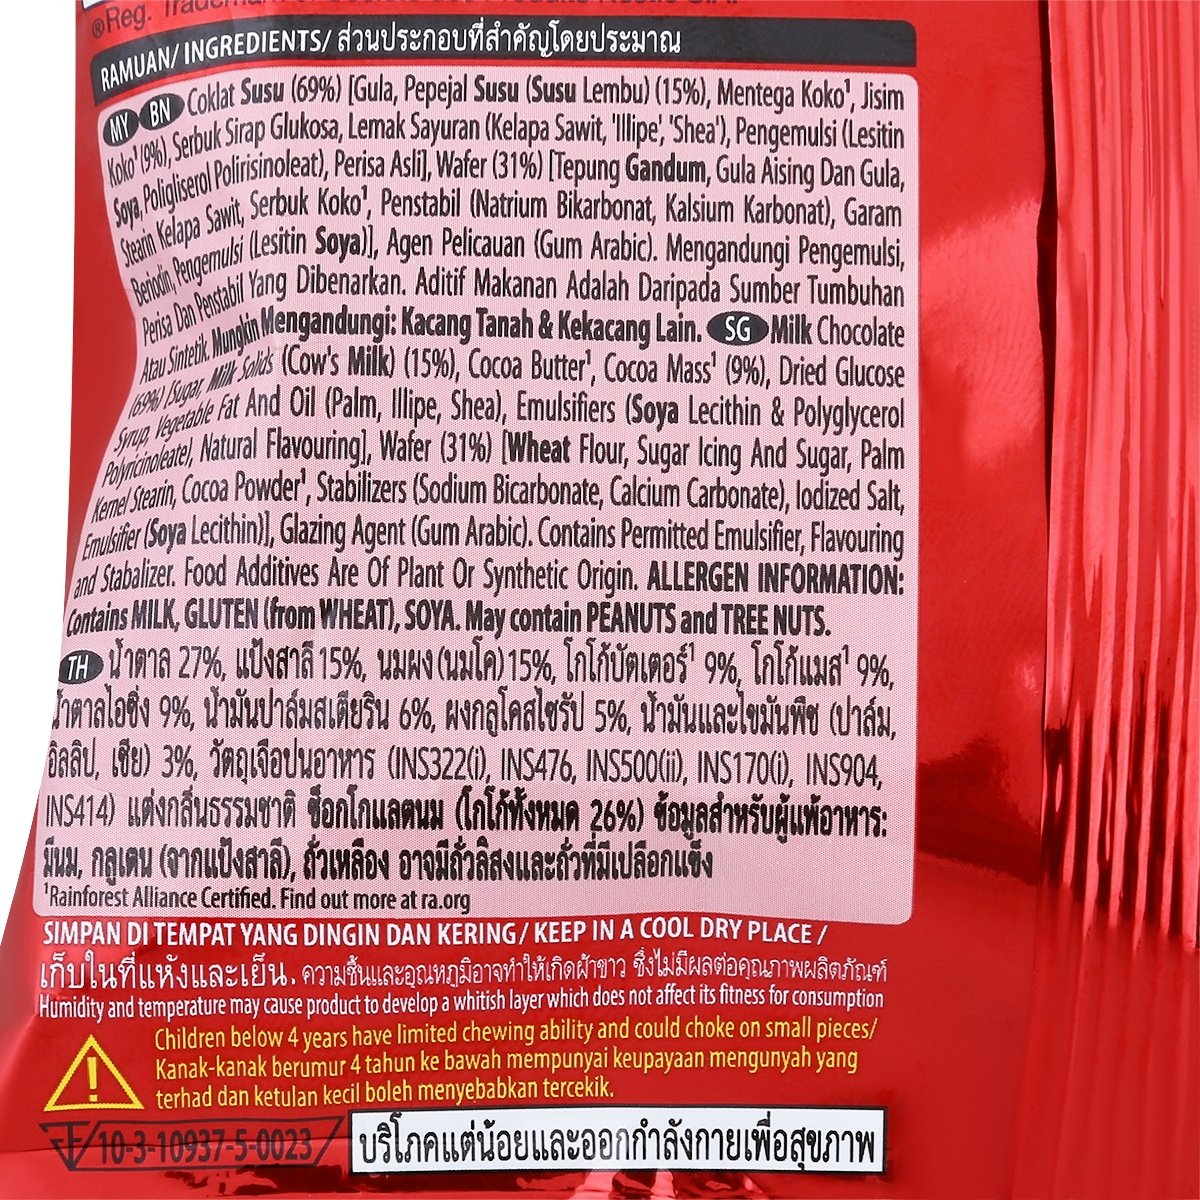 ®Reg. Trademark of Société des Produits Nestlé S.A.
RAMUAN/ INGREDIENTS/ ส่วนประกอบที่สำคัญโดยประมาณ
MY BN Coklat Susu (69%) [Gula, Pepejal Susu (Susu Lembu) (15%), Mentega Koko¹, Jisim
Koko¹ (9%), Serbuk Sirap Glukosa, Lemak Sayuran (Kelapa Sawit, 'Illipe', 'Shea'), Pengemulsi (Lesitin
Soya, Poligliserol Polirisinoleat), Perisa Asli], Wafer (31%) [Tepung Gandum, Gula Aising Dan Gula,
Stearin Kelapa Sawit, Serbuk Koko¹, Penstabil (Natrium Bikarbonat, Kalsium Karbonat), Garam
Beriodin, Pengemulsi (Lesitin Soya)], Agen Pelicauan (Gum Arabic). Mengandungi Pengemulsi,
Perisa Dan Penstabil Yang Dibenarkan. Aditif Makanan Adalah Daripada Sumber Tumbuhan
Atau Sintetik. Mungkin Mengandungi: Kacang Tanah & Kekacang Lain. SG Milk Chocolate
(69%) [Sugar, Milk Solids (Cow's Milk) (15%), Cocoa Butter¹, Cocoa Mass¹ (9%), Dried Glucose
Syrup, Vegetable Fat And Oil (Palm, Illipe, Shea), Emulsifiers (Soya Lecithin & Polyglycerol
Polyricinoleate), Natural Flavouring], Wafer (31%) [Wheat Flour, Sugar Icing And Sugar, Palm
Kernel Stearin, Cocoa Powder¹, Stabilizers (Sodium Bicarbonate, Calcium Carbonate), Iodized Salt,
Emulsifier (Soya Lecithin)], Glazing Agent (Gum Arabic). Contains Permitted Emulsifier, Flavouring
and Stabalizer. Food Additives Are Of Plant Or Synthetic Origin. ALLERGEN INFORMATION:
Contains MILK, GLUTEN (from WHEAT), SOYA. May contain PEANUTS and TREE NUTS.
TH น้ำตาล 27%, แป้งสาลี 15%, นมผง (นมโค) 15%, โกโก้บัตเตอร์¹ 9%, โกโก้แมส¹ 9%,
น้ำตาลไอซิ่ง 9%, น้ำมันปาล์มสเตียริน 6%, ผงกลูโคสไซรัป 5%, น้ำมันและไขมันพืช (ปาล์ม,
อิลลิป, เชีย) 3%, วัตถุเจือปนอาหาร (INS322(i), INS476, INS500(ii), INS170(i), INS904,
INS414) แต่งกลิ่นธรรมชาติ ช็อกโกแลตนม (โกโก้ทั้งหมด 26%) ข้อมูลสำหรับผู้แพ้อาหาร:
มีนม, กลูเตน (จากแป้งสาลี), ถั่วเหลือง อาจมีถั่วลิสงและถั่วที่มีเปลือกแข็ง
¹Rainforest Alliance Certified. Find out more at ra.org
SIMPAN DI TEMPAT YANG DINGIN DAN KERING / KEEP IN A COOL DRY PLACE /
เก็บในที่แห้งและเย็น. ความชื้นและอุณหภูมิอาจทำให้เกิดฝ้าขาว ซึ่งไม่มีผลต่อคุณภาพผลิตภัณฑ์
Humidity and temperature may cause product to develop a whitish layer which does not affect its fitness for consumption
Children below 4 years have limited chewing ability and could choke on small pieces/
Kanak-kanak berumur 4 tahun ke bawah mempunyai keupayaan mengunyah yang
terhad dan ketulan kecil boleh menyebabkan tercekik.
10-3-10937-5-0023
บริโภคแต่น้อยและออกกำลังกายเพื่อสุขภาพ